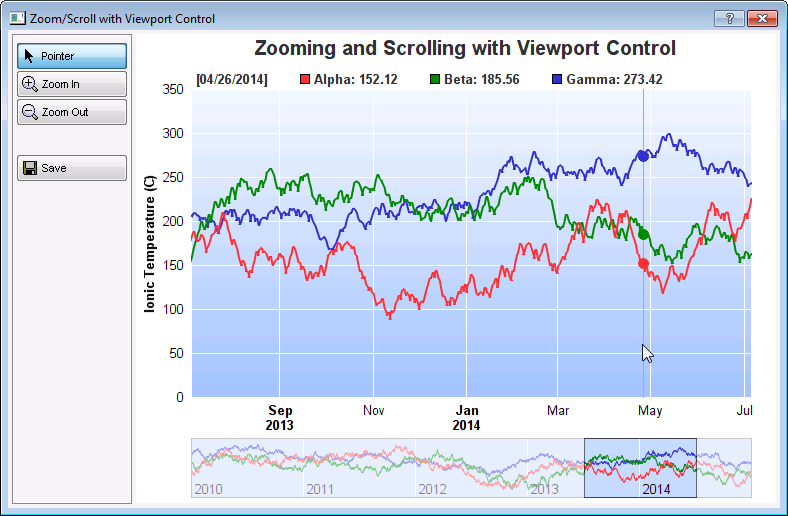 Zoom/Scroll with Viewport Control
?
Pointer
Zoom In
Zoom Out
Save
Zooming and Scrolling with Viewport Control
[04/26/2014] Alpha: 152.12 Beta: 185.56 Gamma: 273.42
Ionic Temperature (C)
350
300
250
200
150
100
50
0
Sep Nov Jan Mar May Jul
2013 2014
2010 2011 2012 2013 2014